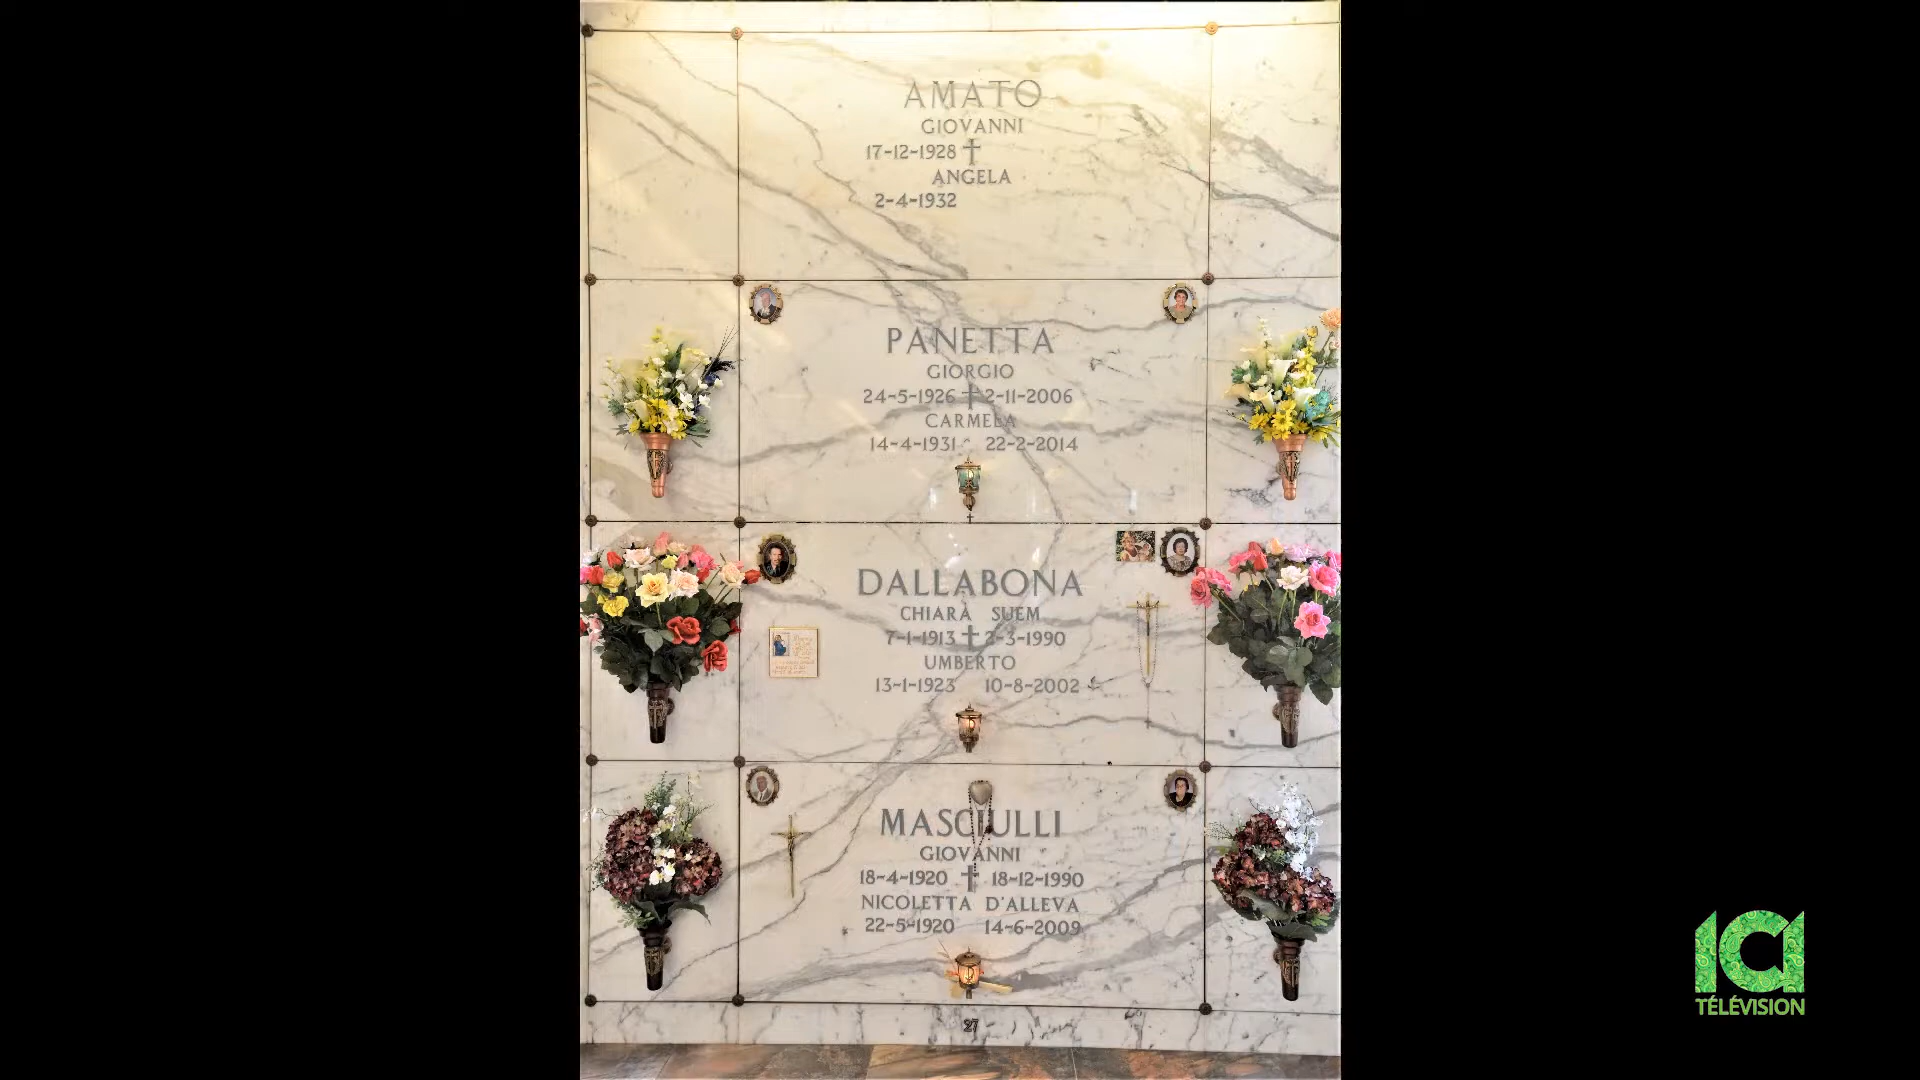 AMATO
GIOVANNI
17-12-1928
ANGELA
2-4-1932
PANETTA
GIORGIO
24-5-1926 2-11-2006
CARMELA
14-4-1931 22-2-2014
DALLABONA
CHIARA SUEM
7-1-1913 2-3-1990
UMBERTO
13-1-1923 10-8-2002
MASCIULLI
GIOVANNI
18-4-1920 18-12-1990
NICOLETTA D'ALLEVA
22-5-1920 14-6-2009
27
ICI
TÉLÉVISION